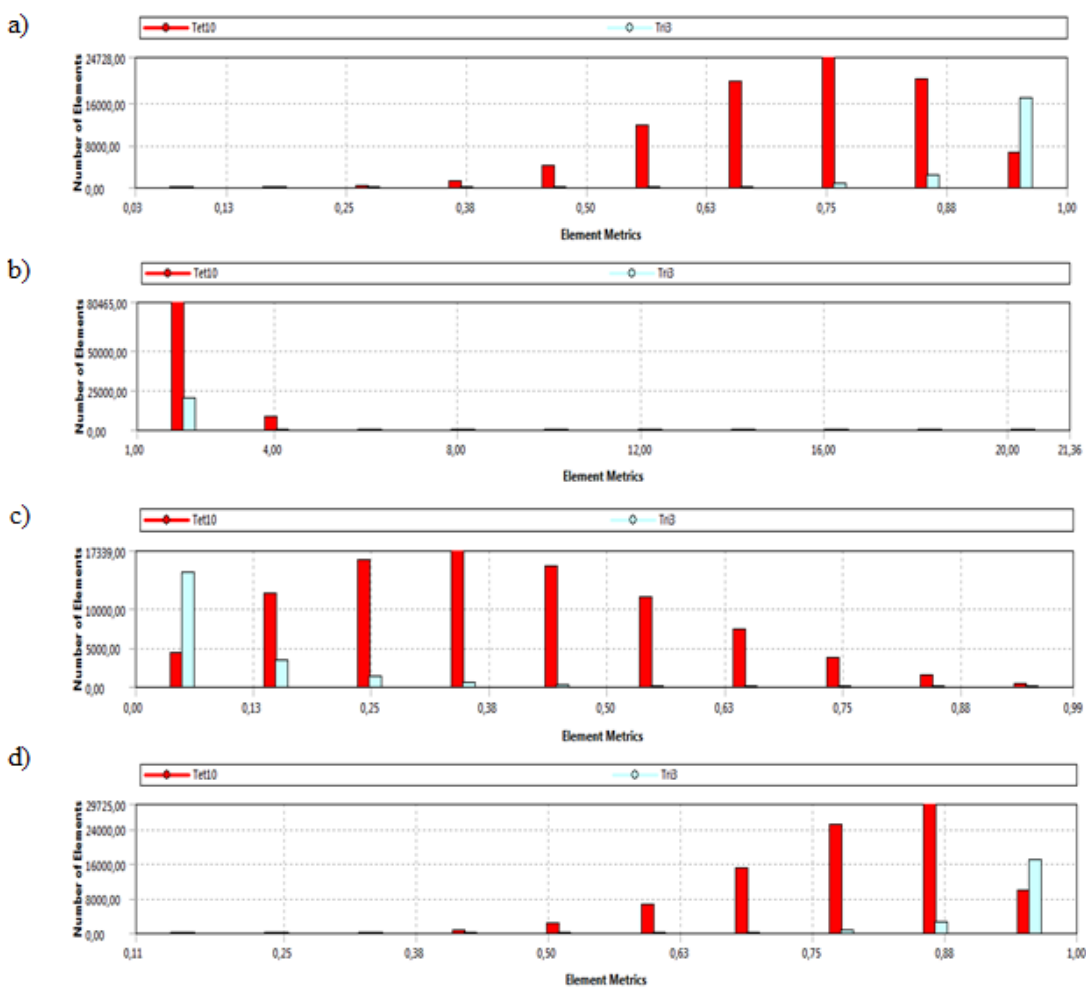 a)
Tet10 Tri3
Number of Elements
24728,00
16000,00
8000,00
0,00
0,03 0,13 0,25 0,38 0,50 0,63 0,75 0,88 1,00
Element Metrics
b)
Tet10 Tri3
Number of Elements
80465,00
50000,00
25000,00
0,00
1,00 4,00 8,00 12,00 16,00 20,00 21,36
Element Metrics
c)
Tet10 Tri3
Number of Elements
17339,00
10000,00
5000,00
0,00
0,00 0,13 0,25 0,38 0,50 0,63 0,75 0,88 0,99
Element Metrics
d)
Tet10 Tri3
Number of Elements
29725,00
24000,00
16000,00
8000,00
0,00
0,11 0,25 0,38 0,50 0,63 0,75 0,88 1,00
Element Metrics